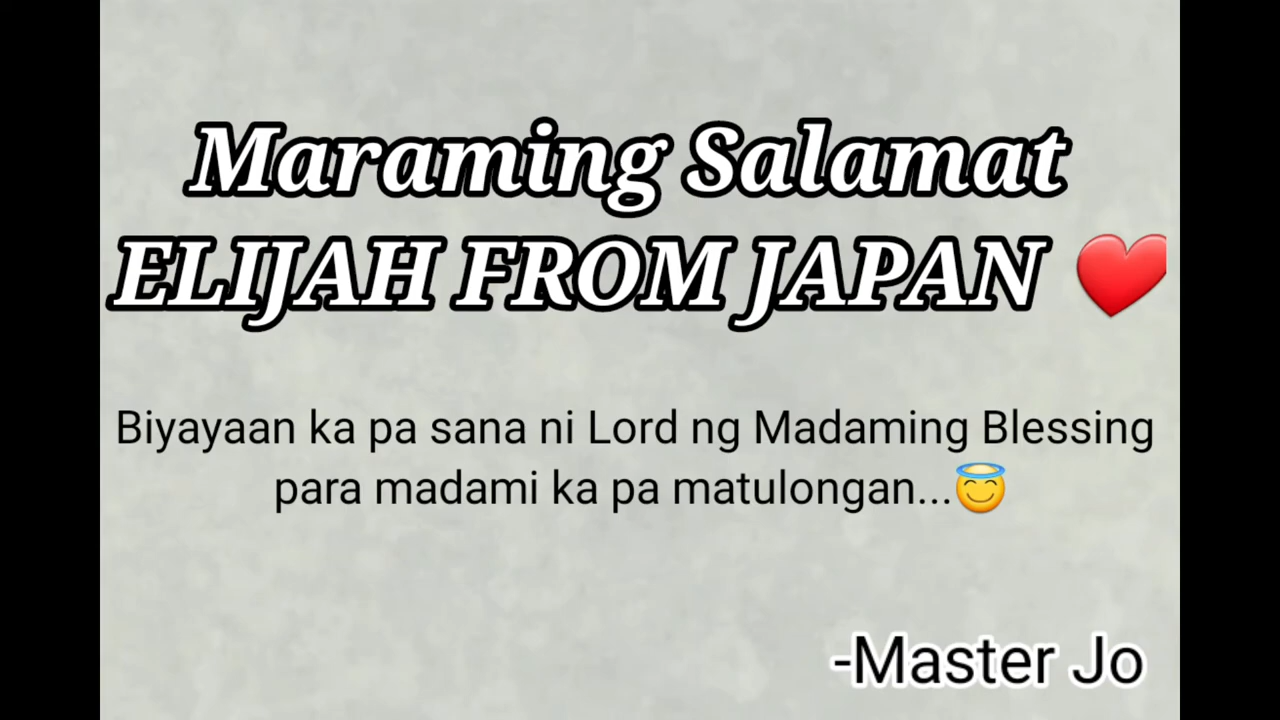 Maraming Salamat
ELIJAH FROM JAPAN ❤️
Biyayaan ka pa sana ni Lord ng Madaming Blessing
para madami ka pa matulongan...😇
-Master Jo